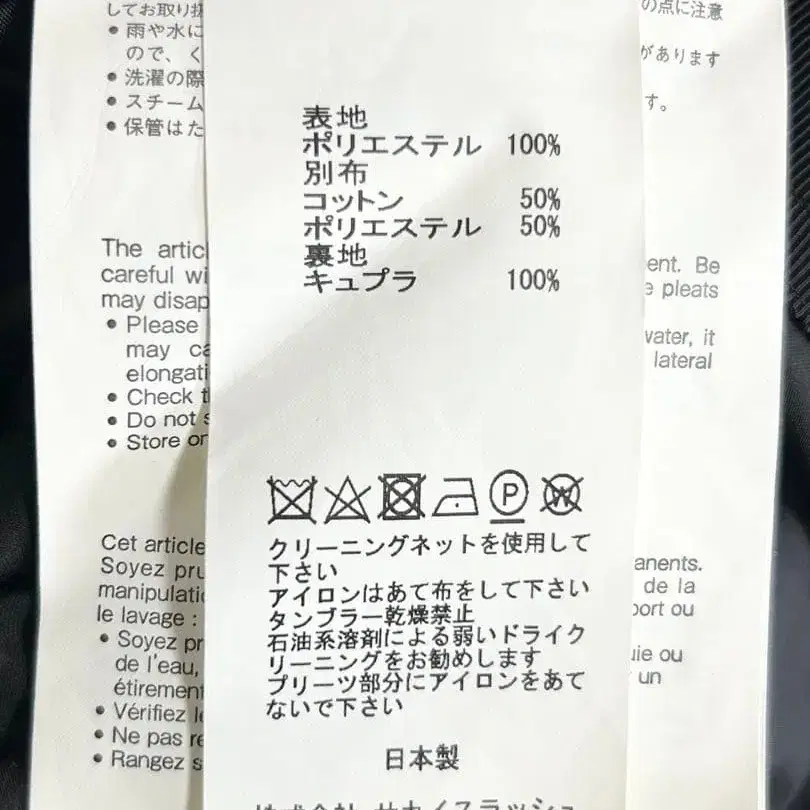 してお取り扱
雨や水に
ので、く
洗濯の際
スチーム
保管はた
の点に注意
があります
す。
表地
ポリエステル 100%
別布
コットン 50%
ポリエステル 50%
裏地
キュプラ 100%
The artic
careful wi
may disap
• Please
may ca
elongati
• Check t
• Do not s
• Store or
ent. Be
e pleats
water, it
lateral
P
W
クリーニングネットを使用して
下さい
アイロンはあて布をして下さい
タンブラー乾燥禁止
石油系溶剤による弱いドライク
リーニングをお勧めします
プリーツ部分にアイロンをあて
ないで下さい
日本製
Cet article
Soyez pru
manipulati
le lavage :
• Soyez pr
de l'eau,
étirement
• Vérifiez le
• Ne pas re
• Rangez s
anents.
de la
port ou
uie ou
un